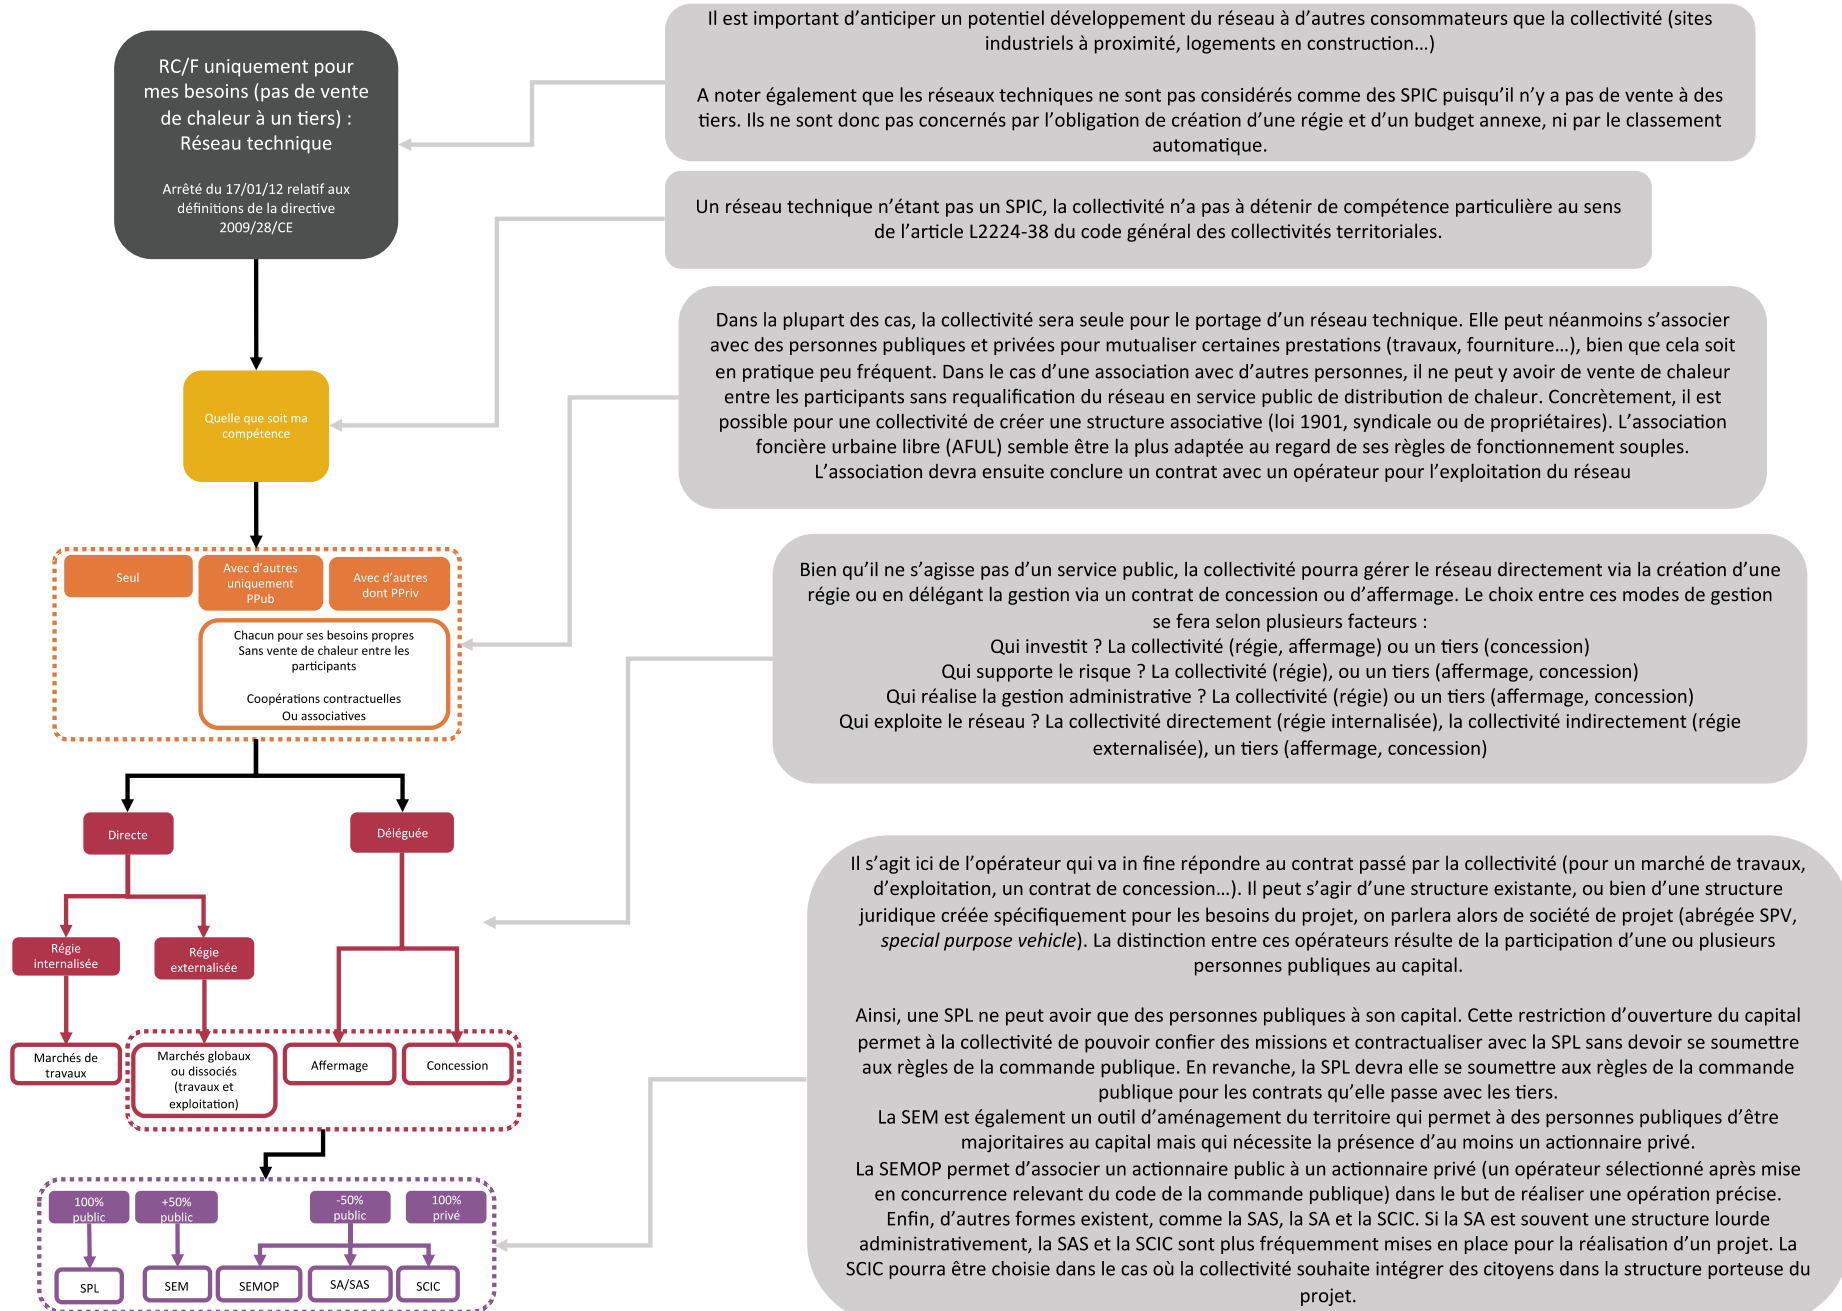 RC/F uniquement pour
mes besoins (pas de vente
de chaleur à un tiers) :
Réseau technique
Arrêté du 17/01/12 relatif aux
définitions de la directive
2009/28/CE
Il est important d’anticiper un potentiel développement du réseau à d’autres consommateurs que la collectivité (sites
industriels à proximité, logements en construction…)
A noter également que les réseaux techniques ne sont pas considérés comme des SPIC puisqu’il n’y a pas de vente à des
tiers. Ils ne sont donc pas concernés par l’obligation de création d’une régie et d’un budget annexe, ni par le classement
automatique.
Un réseau technique n’étant pas un SPIC, la collectivité n’a pas à détenir de compétence particulière au sens
de l’article L2224-38 du code général des collectivités territoriales.
Quelle que soit ma
compétence
Dans la plupart des cas, la collectivité sera seule pour le portage d’un réseau technique. Elle peut néanmoins s’associer
avec des personnes publiques et privées pour mutualiser certaines prestations (travaux, fourniture…), bien que cela soit
en pratique peu fréquent. Dans le cas d’une association avec d’autres personnes, il ne peut y avoir de vente de chaleur
entre les participants sans requalification du réseau en service public de distribution de chaleur. Concrètement, il est
possible pour une collectivité de créer une structure associative (loi 1901, syndicale ou de propriétaires). L’association
foncière urbaine libre (AFUL) semble être la plus adaptée au regard de ses règles de fonctionnement souples.
L’association devra ensuite conclure un contrat avec un opérateur pour l’exploitation du réseau
Seul
Avec d’autres
uniquement
PPub
Avec d’autres
dont PPriv
Chacun pour ses besoins propres
Sans vente de chaleur entre les
participants
Coopérations contractuelles
Ou associatives
Bien qu’il ne s’agisse pas d’un service public, la collectivité pourra gérer le réseau directement via la création d’une
régie ou en délégant la gestion via un contrat de concession ou d’affermage. Le choix entre ces modes de gestion
se fera selon plusieurs facteurs :
Qui investit ? La collectivité (régie, affermage) ou un tiers (concession)
Qui supporte le risque ? La collectivité (régie), ou un tiers (affermage, concession)
Qui réalise la gestion administrative ? La collectivité (régie) ou un tiers (affermage, concession)
Qui exploite le réseau ? La collectivité directement (régie internalisée), la collectivité indirectement (régie
externalisée), un tiers (affermage, concession)
Directe
Déléguée
Régie
internalisée
Régie
externalisée
Marchés de
travaux
Marchés globaux
ou dissociés
(travaux et
exploitation)
Affermage
Concession
Il s’agit ici de l’opérateur qui va in fine répondre au contrat passé par la collectivité (pour un marché de travaux,
d’exploitation, un contrat de concession…). Il peut s’agir d’une structure existante, ou bien d’une structure
juridique créée spécifiquement pour les besoins du projet, on parlera alors de société de projet (abrégée SPV,
special purpose vehicle). La distinction entre ces opérateurs résulte de la participation d’une ou plusieurs
personnes publiques au capital.
Ainsi, une SPL ne peut avoir que des personnes publiques à son capital. Cette restriction d’ouverture du capital
permet à la collectivité de pouvoir confier des missions et contractualiser avec la SPL sans devoir se soumettre
aux règles de la commande publique. En revanche, la SPL devra elle se soumettre aux règles de la commande
publique pour les contrats qu’elle passe avec les tiers.
La SEM est également un outil d’aménagement du territoire qui permet à des personnes publiques d’être
majoritaires au capital mais qui nécessite la présence d’au moins un actionnaire privé.
La SEMOP permet d’associer un actionnaire public à un actionnaire privé (un opérateur sélectionné après mise
en concurrence relevant du code de la commande publique) dans le but de réaliser une opération précise.
Enfin, d’autres formes existent, comme la SAS, la SA et la SCIC. Si la SA est souvent une structure lourde
administrativement, la SAS et la SCIC sont plus fréquemment mises en place pour la réalisation d’un projet. La
SCIC pourra être choisie dans le cas où la collectivité souhaite intégrer des citoyens dans la structure porteuse du
projet.
100%
public
+50%
public
-50%
public
100%
privé
SPL
SEM
SEMOP
SA/SAS
SCIC